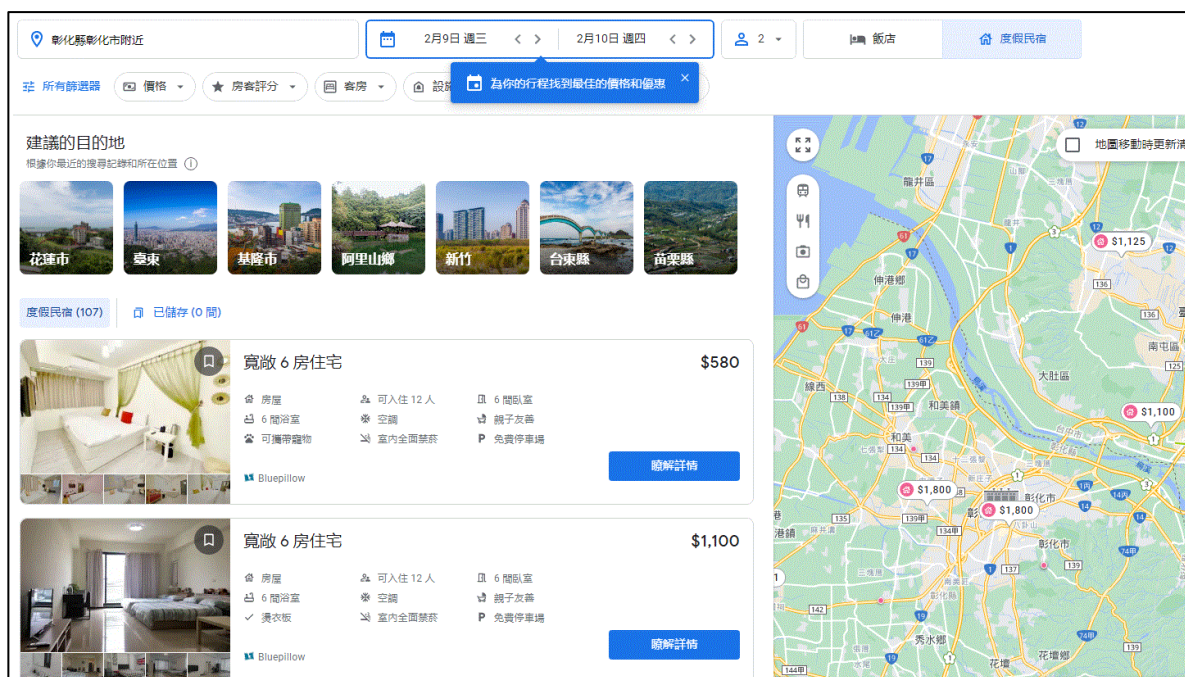 彰化縣彰化市附近
2月9日 週三
2月10日 週四
2
飯店
度假民宿
所有篩選器
價格
房客評分
客房
設施
為你的行程找到最佳的價格和優惠
建議的目的地
根據你最近的搜尋記錄和所在位置
花蓮市
臺東
基隆市
阿里山鄉
新竹
台東縣
苗栗縣
度假民宿 (107)
已儲存 (0 間)
寬敞 6 房住宅
$580
房屋
可入住 12 人
6 間臥室
6 間浴室
空調
親子友善
可攜帶寵物
室內全面禁菸
P 免費停車場
瞭解詳情
Bluepillow
寬敞 6 房住宅
$1,100
房屋
可入住 12 人
6 間臥室
6 間浴室
空調
親子友善
燙衣板
室內全面禁菸
P 免費停車場
瞭解詳情
Bluepillow
地圖移動時更新清
龍井區
$1,125
伸港鄉
伸港
南屯區
大肚區
線西
和美鎮
$1,100
和美
$1,800
彰化市
$1,800
彰化市
秀水鄉
花壇
花壇鄉